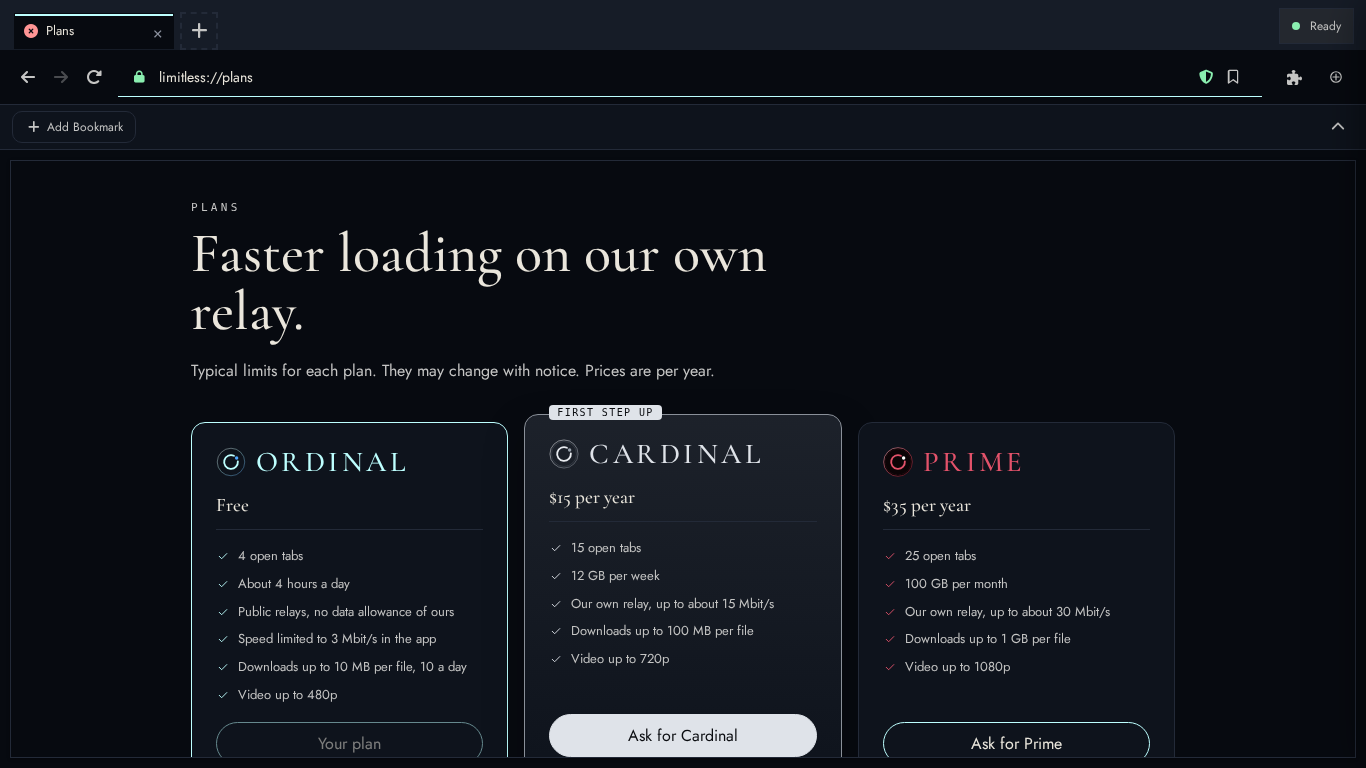 Plans
Ready
limitless://plans
Add Bookmark
PLANS
Faster loading on our own
relay.
Typical limits for each plan. They may change with notice. Prices are per year.
ORDINAL
Free
4 open tabs
About 4 hours a day
Public relays, no data allowance of ours
Speed limited to 3 Mbit/s in the app
Downloads up to 10 MB per file, 10 a day
Video up to 480p
Your plan
FIRST STEP UP
CARDINAL
$15 per year
15 open tabs
12 GB per week
Our own relay, up to about 15 Mbit/s
Downloads up to 100 MB per file
Video up to 720p
Ask for Cardinal
PRIME
$35 per year
25 open tabs
100 GB per month
Our own relay, up to about 30 Mbit/s
Downloads up to 1 GB per file
Video up to 1080p
Ask for Prime